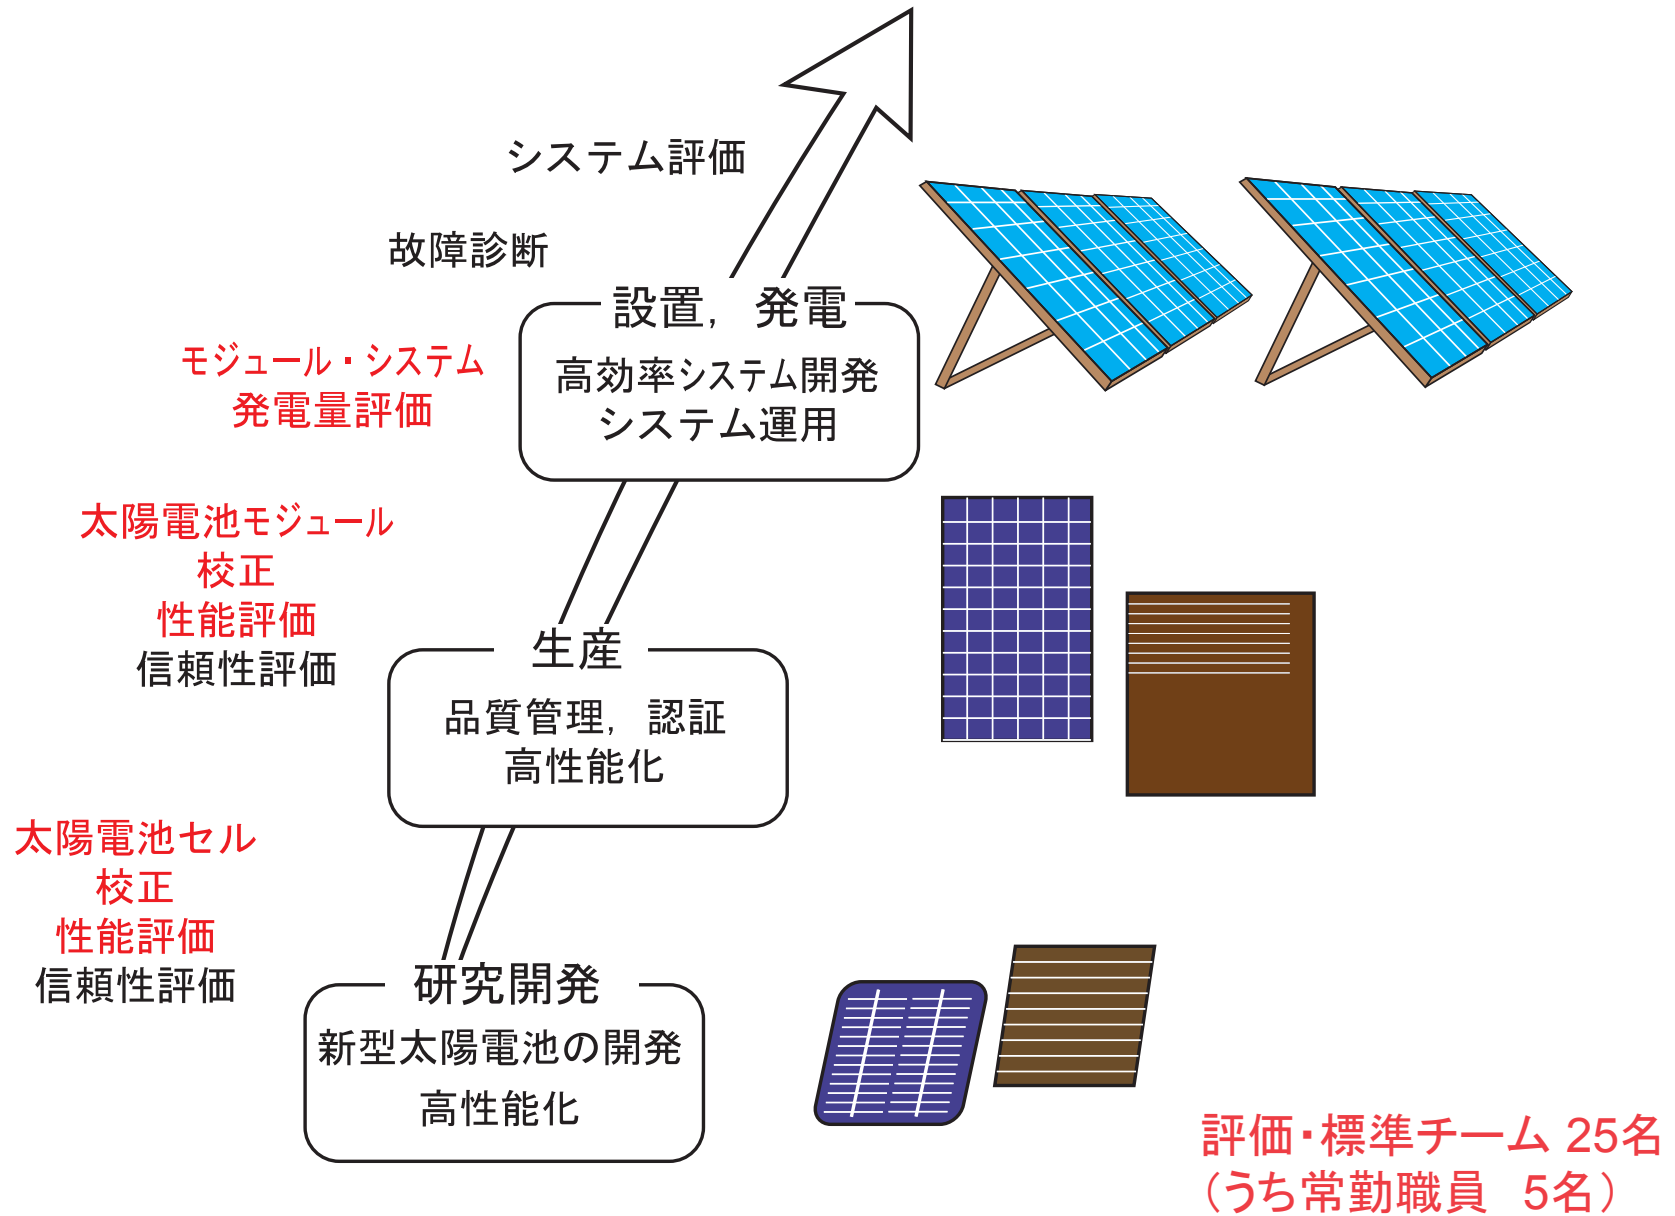 システム評価
故障診断
設置， 発電
モジュール・システム
発電量評価
高効率システム開発
システム運用
太陽電池モジュール
校正
性能評価
信頼性評価
生産
品質管理， 認証
高性能化
太陽電池セル
校正
性能評価
信頼性評価
研究開発
新型太陽電池の開発
高性能化
評価・標準チーム 25名
（うち常勤職員　5名）